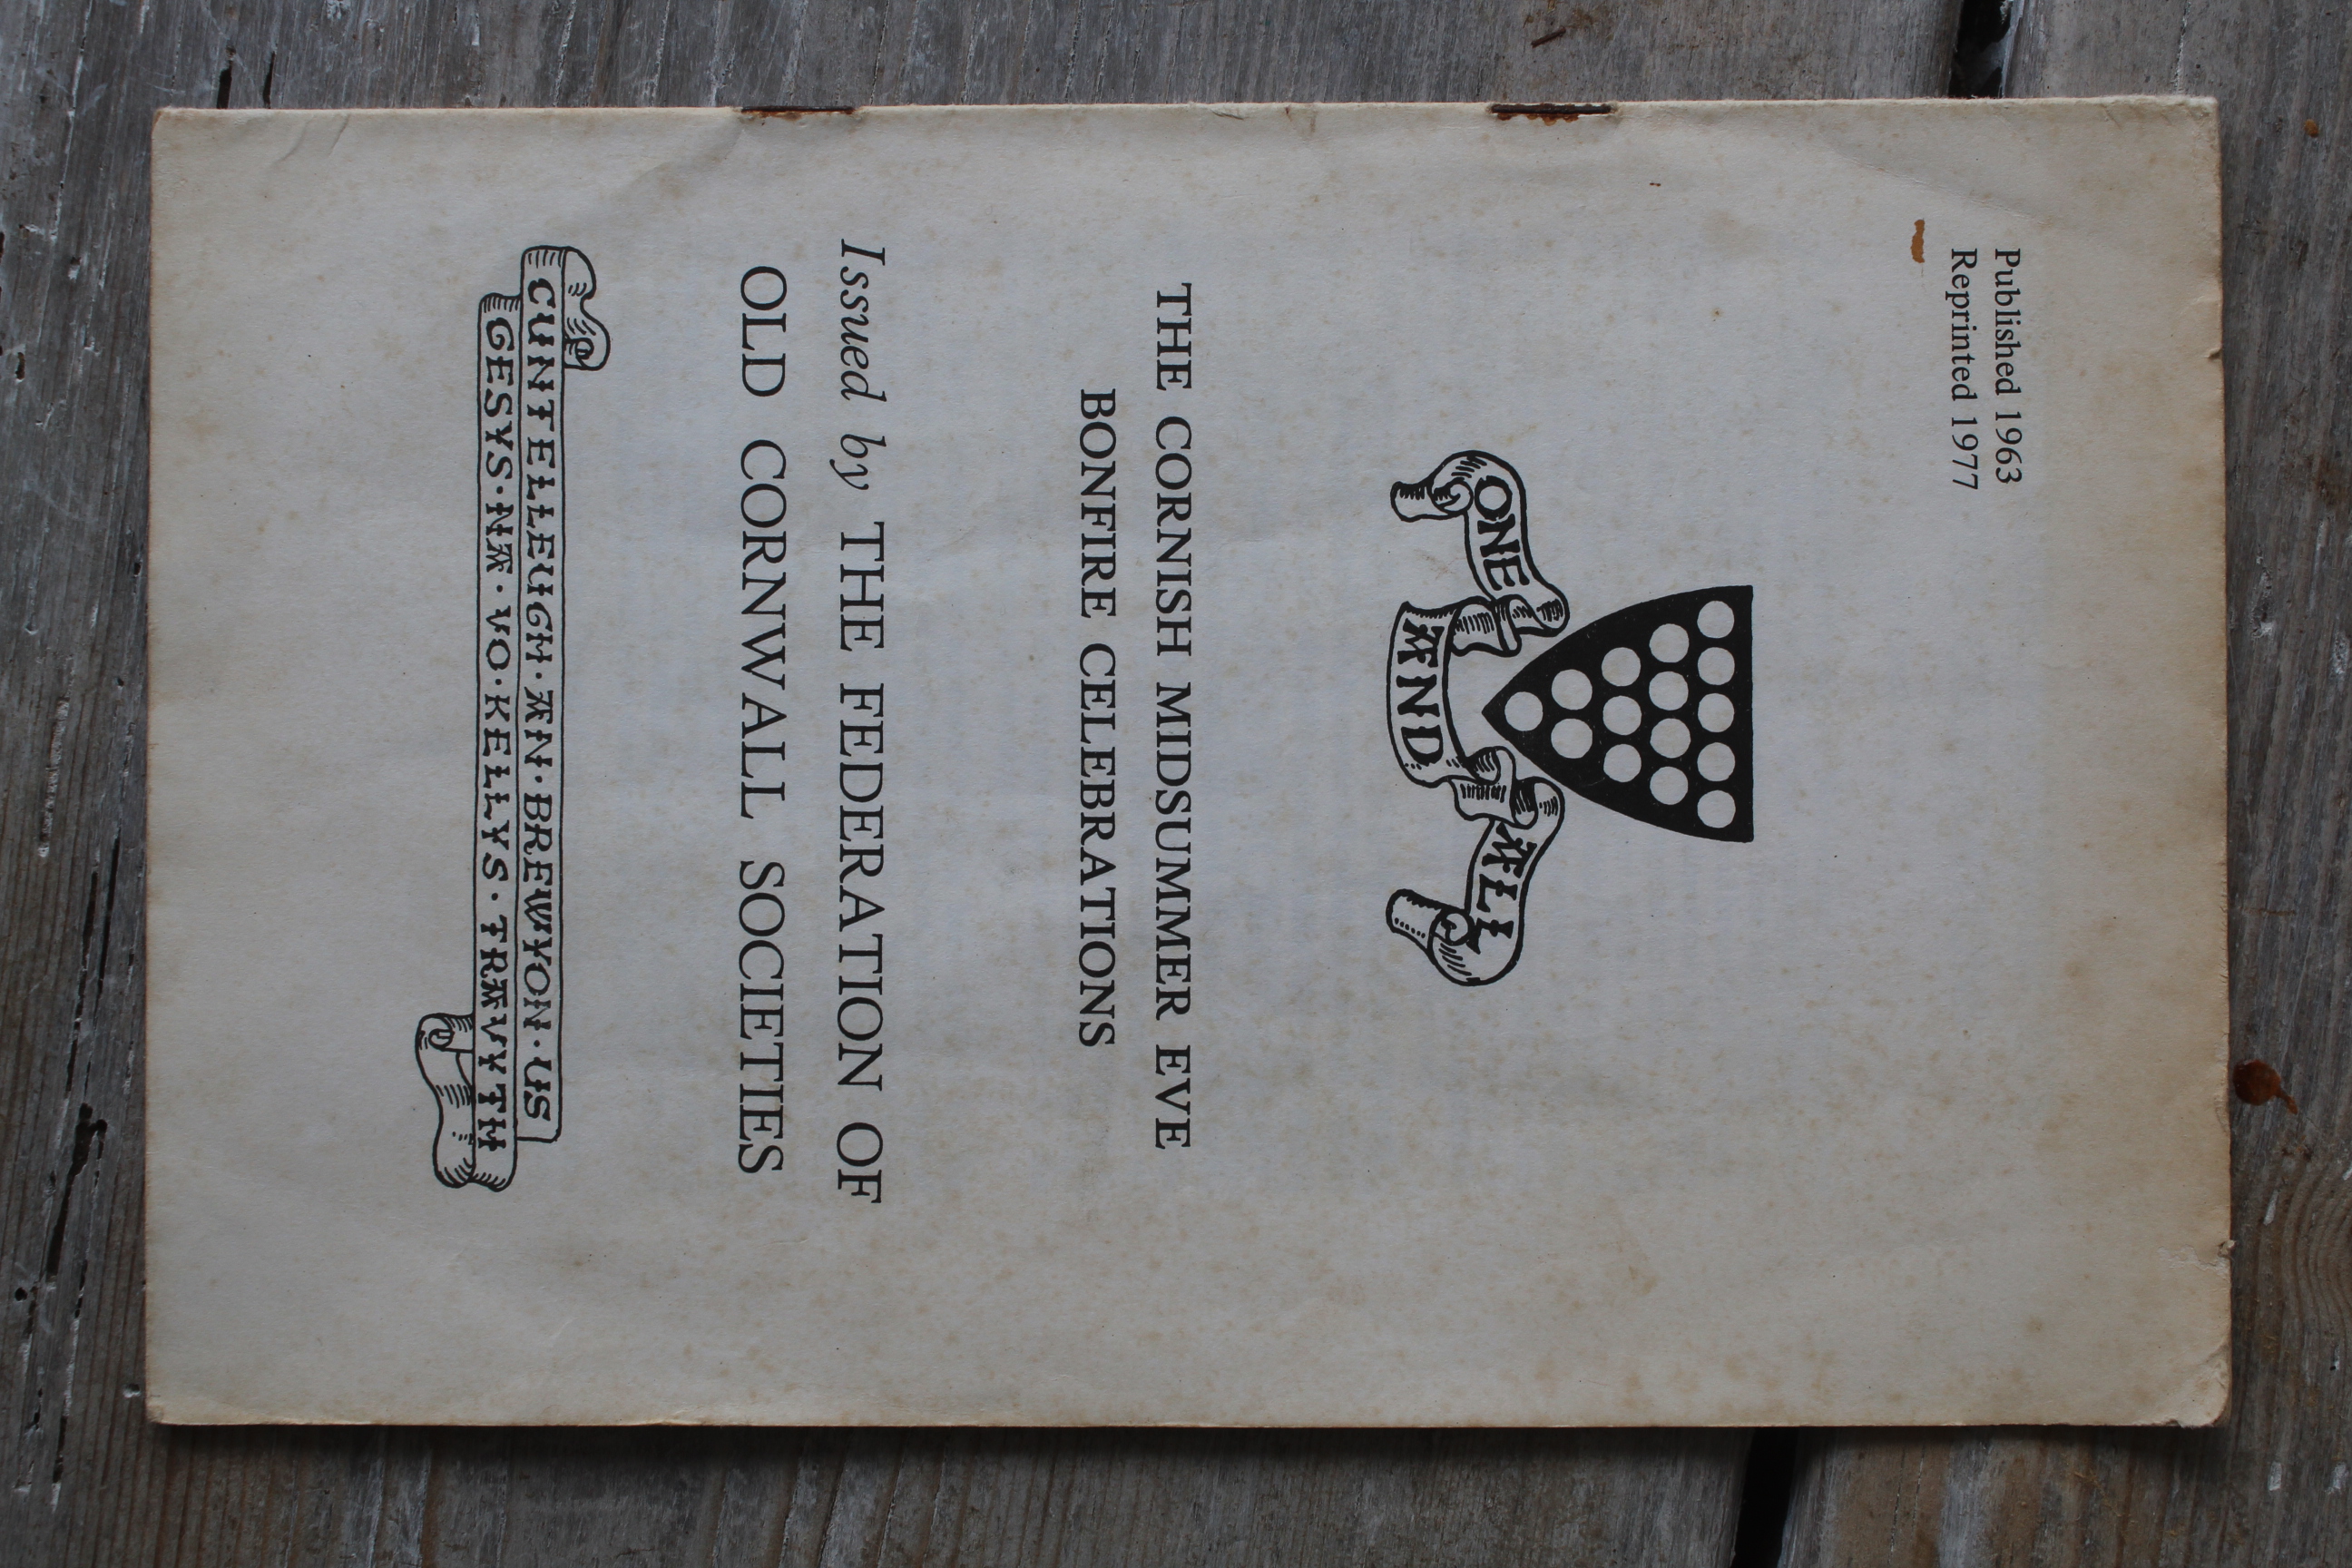 Published 1963
Reprinted 1977
ONE AND ALL
THE CORNISH MIDSUMMER EVE
BONFIRE CELEBRATIONS
Issued by THE FEDERATION OF
OLD CORNWALL SOCIETIES
CUNTELLEUGH · AN · BREWYON · US
GESYS · NA · VO · KELLYS · TRAVYTH